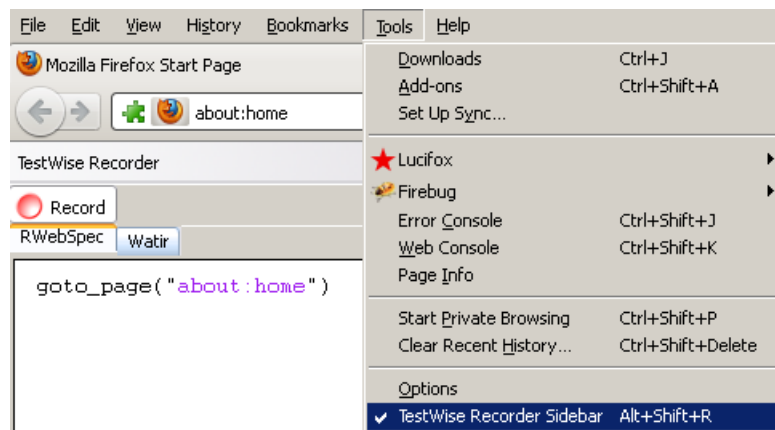 File Edit View History Bookmarks Tools Help
Mozilla Firefox Start Page
about:home
TestWise Recorder
Record
RWebSpec Watir
goto_page("about:home")
Downloads Ctrl+J
Add-ons Ctrl+Shift+A
Set Up Sync...
Lucifox
Firebug
Error Console Ctrl+Shift+J
Web Console Ctrl+Shift+K
Page Info
Start Private Browsing Ctrl+Shift+P
Clear Recent History... Ctrl+Shift+Delete
Options
TestWise Recorder Sidebar Alt+Shift+R